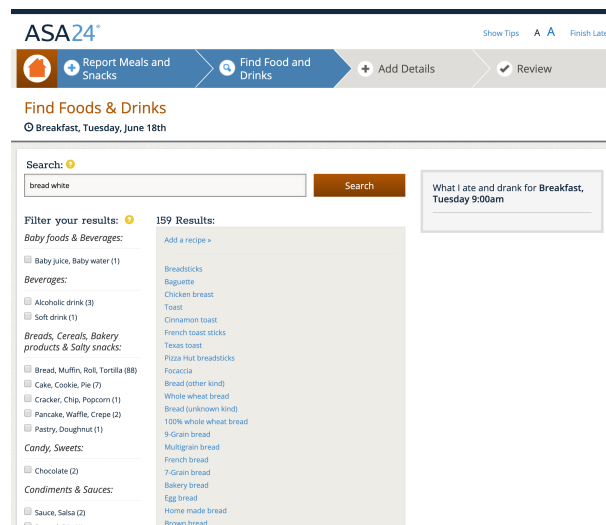 ASA24®
Show Tips A A Finish Late
Report Meals and Snacks
Find Food and Drinks
Add Details
Review
Find Foods & Drinks
Breakfast, Tuesday, June 18th
Search:
bread white
Search
What I ate and drank for Breakfast,
Tuesday 9:00am
Filter your results:
Baby foods & Beverages:
Baby juice, Baby water (1)
Beverages:
Alcoholic drink (3)
Soft drink (1)
Breads, Cereals, Bakery
products & Salty snacks:
Bread, Muffin, Roll, Tortilla (88)
Cake, Cookie, Pie (7)
Cracker, Chip, Popcorn (1)
Pancake, Waffle, Crepe (2)
Pastry, Doughnut (1)
Candy, Sweets:
Chocolate (2)
Condiments & Sauces:
Sauce, Salsa (2)
159 Results:
Add a recipe »
Breadsticks
Baguette
Chicken breast
Toast
Cinnamon toast
French toast sticks
Texas toast
Pizza Hut breadsticks
Focaccia
Bread (other kind)
Whole wheat bread
Bread (unknown kind)
100% whole wheat bread
9-Grain bread
Multigrain bread
French bread
7-Grain bread
Bakery bread
Egg bread
Home made bread
Brown bread